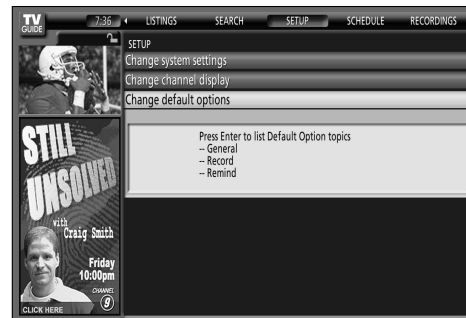 TV
GUIDE
7:36 LISTINGS SEARCH SETUP SCHEDULE RECORDINGS
SETUP
Change system settings
Change channel display
Change default options
Press Enter to list Default Option topics
-- General
-- Record
-- Remind
STILL
UNSOLVED
with
Craig Smith
Friday
10:00pm
CHANNEL
9
CLICK HERE